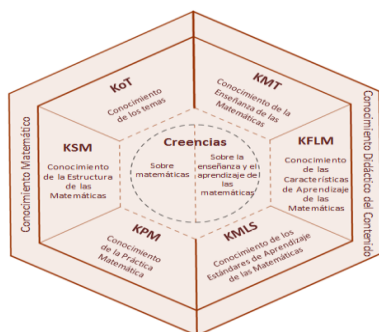 Conocimiento Matemático
KoT
Conocimiento
de los temas
KMT
Conocimiento de la
Enseñanza de las
Matemáticas
Conocimiento Didáctico del Contenido
KSM
Conocimiento
de la Estructura
de las
Matemáticas
Creencias
Sobre
matemáticas
Sobre la
enseñanza y el
aprendizaje de
las
matemáticas
KFLM
Conocimiento
de las
Características
de Aprendizaje
de las
Matemáticas
KPM
Conocimiento
de la Práctica
Matemática
KMLS
Conocimiento de los
Estándares de Aprendizaje
de las Matemáticas